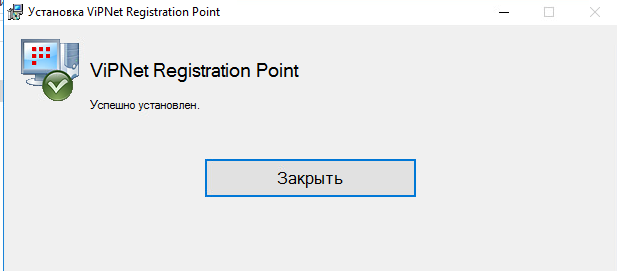 Установка ViPNet Registration Point
ViPNet Registration Point
Успешно установлен.
Закрыть